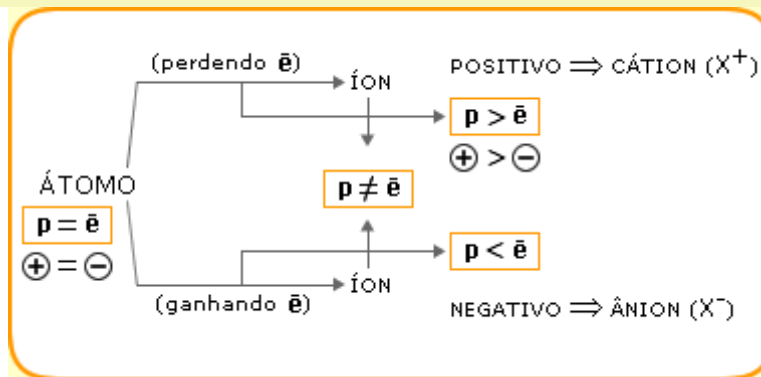 (perdendo ē)
ÍON
POSITIVO ⇒ CÁTION (X⁺)
p > ē
⊕ > ⊖
ÁTOMO
p = ē
⊕ = ⊖
p ≠ ē
p < ē
(ganhando ē)
ÍON
NEGATIVO ⇒ ÂNION (X⁻)